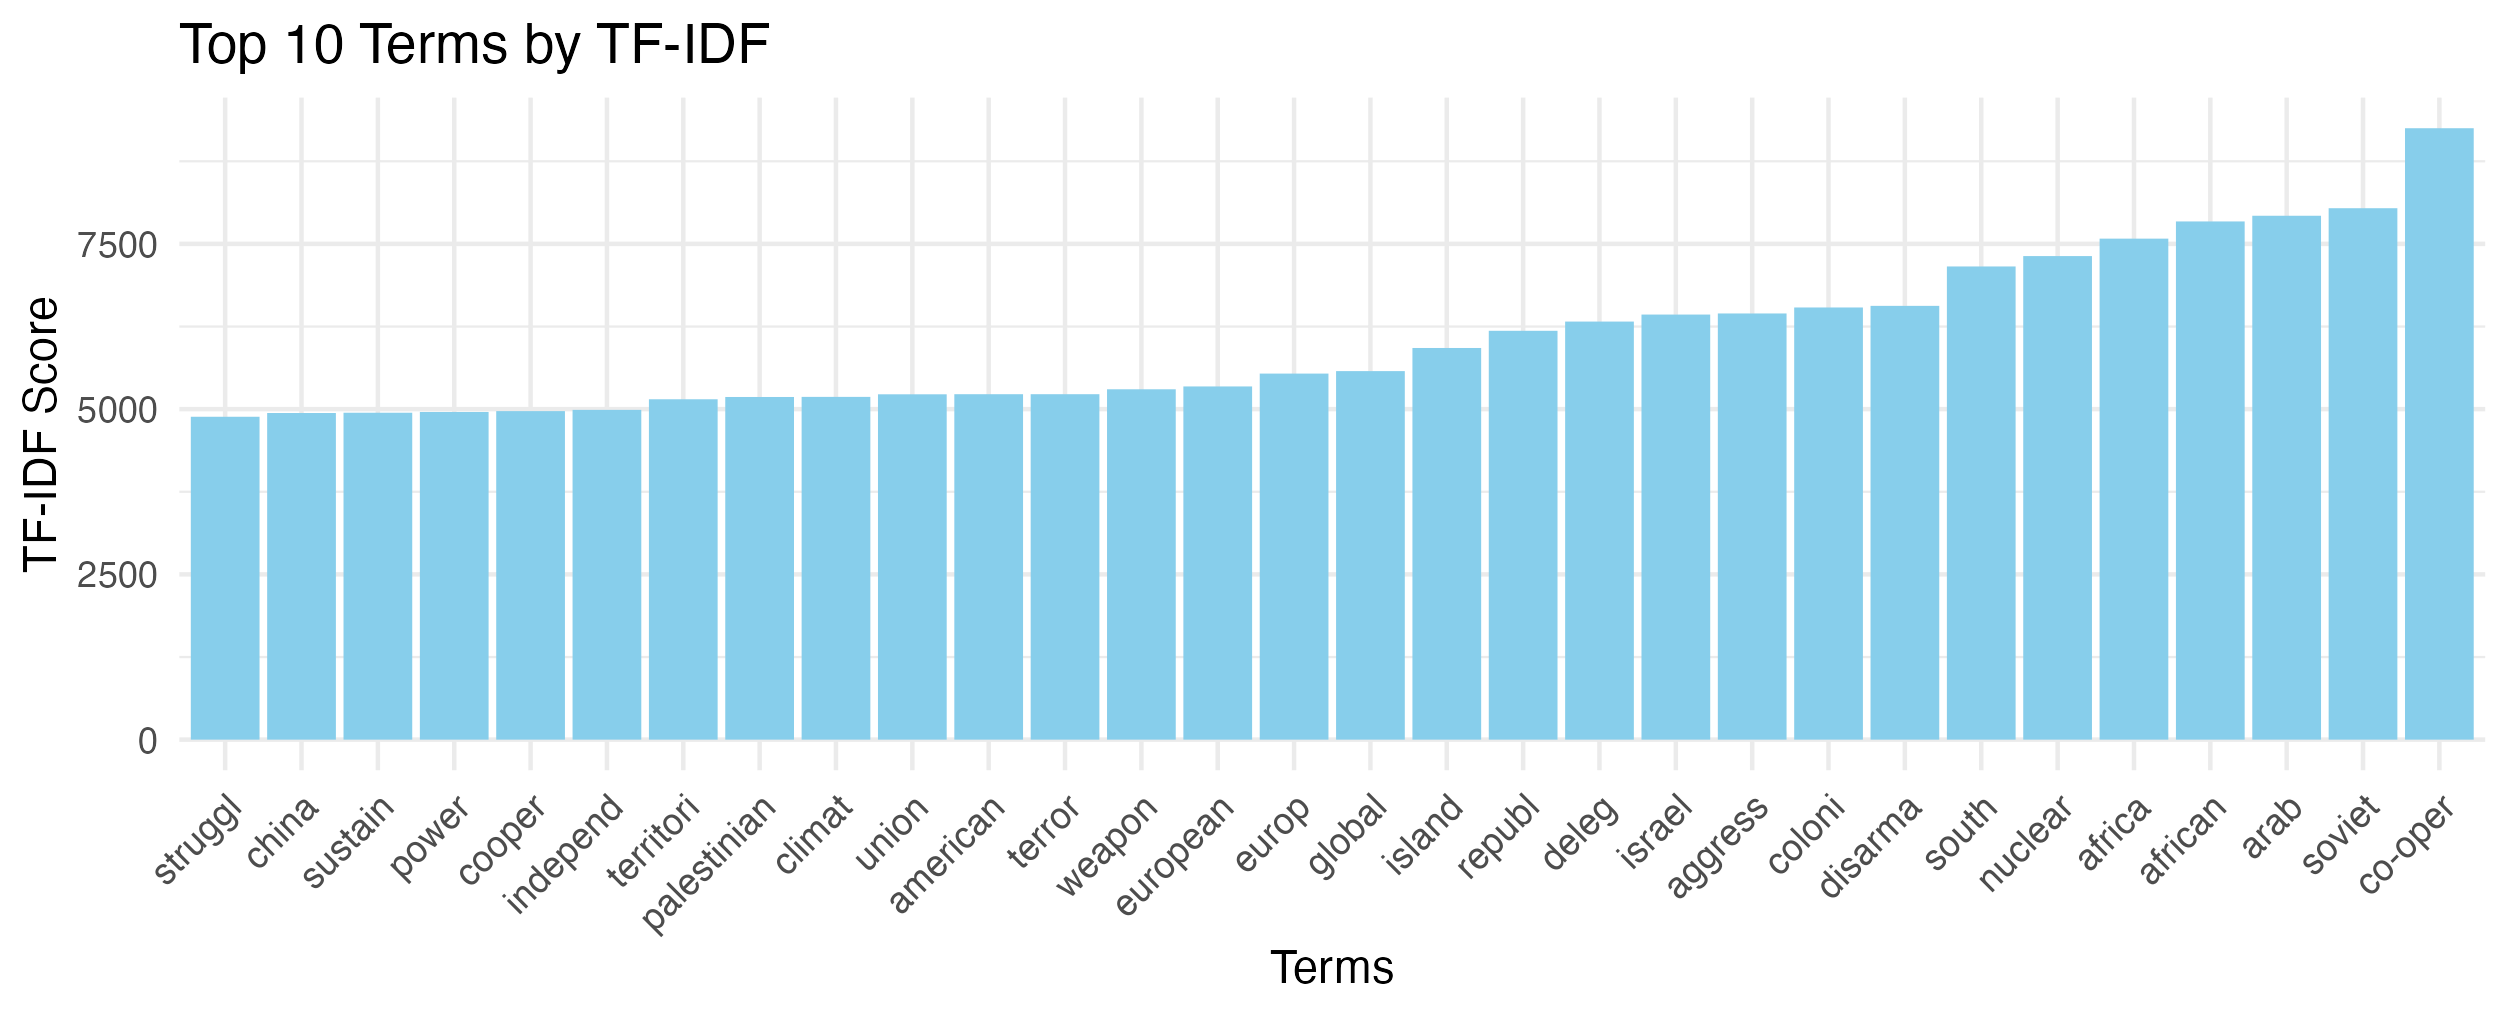 Top 10 Terms by TF-IDF
TF-IDF Score
7500
5000
2500
0
struggl
china
sustain
power
cooper
independ
territori
palestinian
climat
union
american
terror
weapon
european
europ
global
island
republ
deleg
israel
aggress
coloni
disarma
south
nuclear
africa
african
arab
soviet
co-oper
Terms